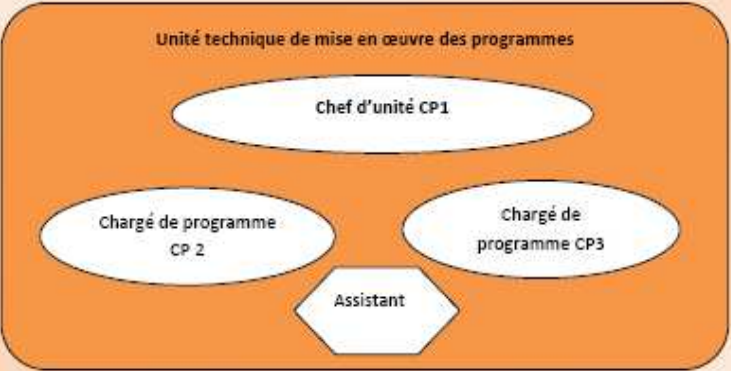 Unité technique de mise en œuvre des programmes
Chef d'unité CP1
Chargé de programme
CP 2
Chargé de
programme CP3
Assistant